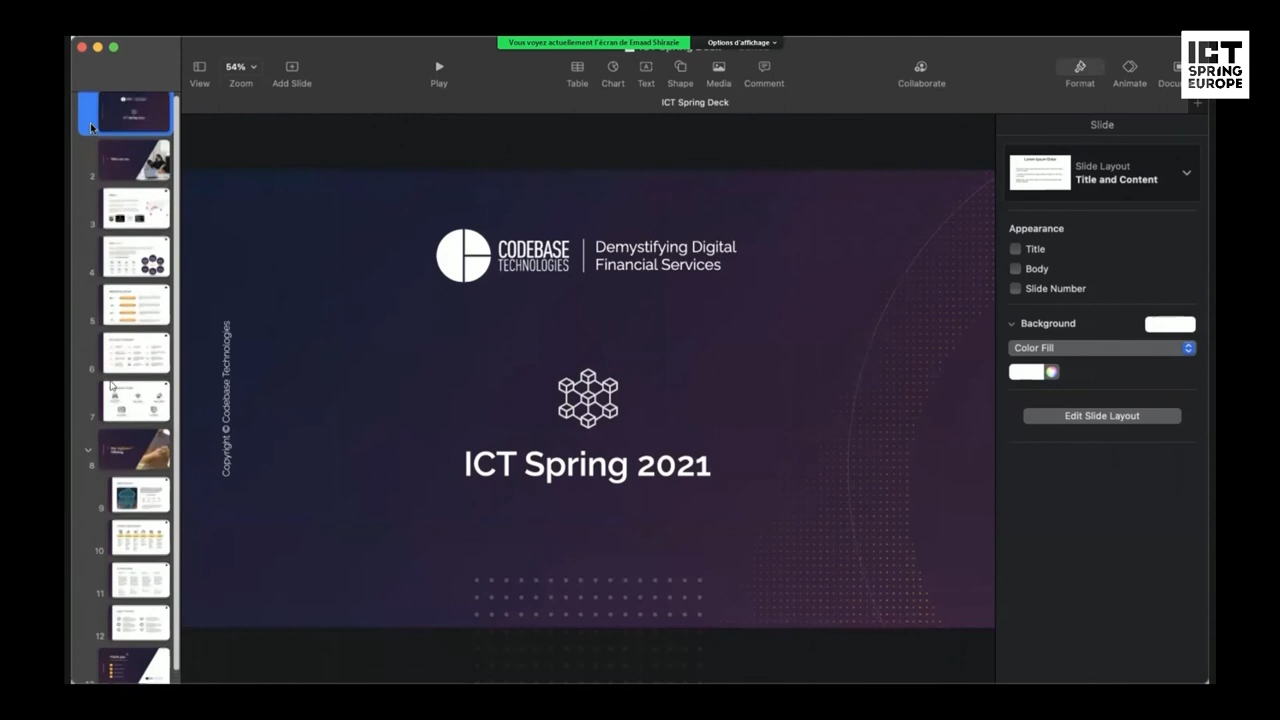 Vous voyez actuellement l'écran de Emaad Shirazie
Options d'affichage
ICT
SPRING
EUROPE
54%
View
Zoom
Add Slide
Play
Table
Chart
Text
Shape
Media
Comment
Collaborate
Format
Animate
ICT Spring Deck
Slide
Slide Layout
Title and Content
Appearance
Title
Body
Slide Number
Background
Color Fill
Edit Slide Layout
CODEBASE
TECHNOLOGIES
Demystifying Digital
Financial Services
Copyright © Codebase Technologies
ICT Spring 2021
2
3
4
5
6
7
8
9
10
11
12